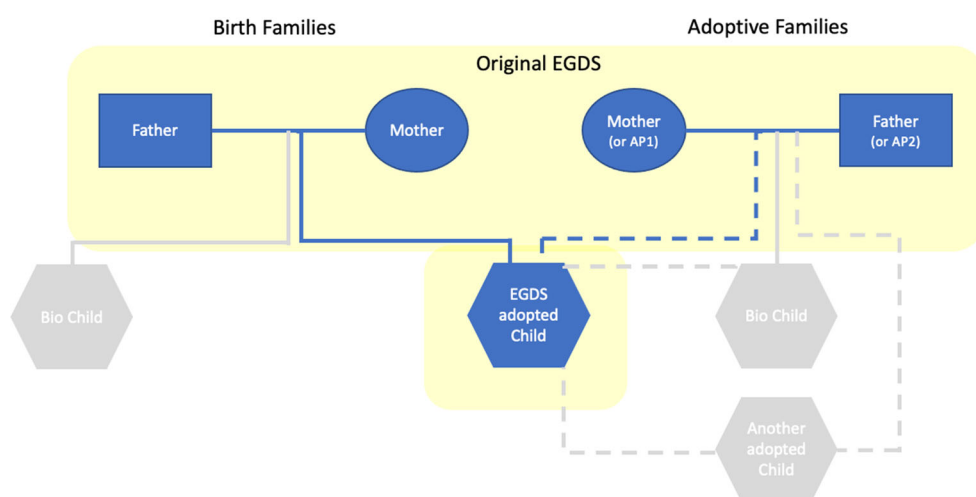 Birth Families
Adoptive Families
Original EGDS
Father
Mother
Mother
(or AP1)
Father
(or AP2)
Bio Child
EGDS
adopted
Child
Bio Child
Another
adopted
Child